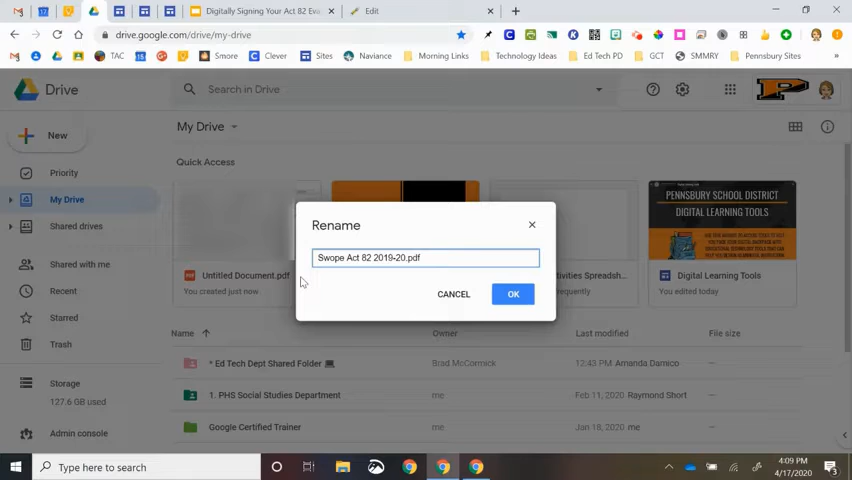 Digitally Signing Your Act 82 Eva
Edit
drive.google.com/drive/my-drive
TAC
Smore
Clever
Sites
Naviance
Morning Links
Technology Ideas
Ed Tech PD
GCT
SMMRY
Pennsbury Sites
Drive
Search in Drive
New
My Drive
Priority
Quick Access
My Drive
Shared drives
PENNSBURY SCHOOL DISTRICT
DIGITAL LEARNING TOOLS
Rename
Swope Act 82 2019-20.pdf
CANCEL
OK
Shared with me
Untitled Document.pdf
You created just now
ivities Spreadsh...
frequently
Digital Learning Tools
You edited today
Recent
Starred
Trash
Name
Owner
Last modified
File size
* Ed Tech Dept Shared Folder
Brad McCormick
12:43 PM Amanda Damico
—
Storage
127.6 GB used
1. PHS Social Studies Department
me
Feb 11, 2020 Raymond Short
—
Google Certified Trainer
me
Jan 18, 2020 me
—
Admin console
Type here to search
4:09 PM
4/17/2020